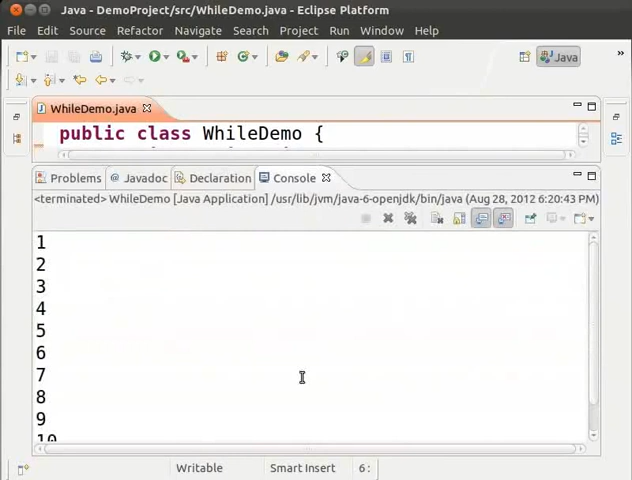 Java - DemoProject/src/WhileDemo.java - Eclipse Platform
File Edit Source Refactor Navigate Search Project Run Window Help
Java
WhileDemo.java
public class WhileDemo {
Problems @ Javadoc Declaration Console
<terminated> WhileDemo [Java Application] /usr/lib/jvm/java-6-openjdk/bin/java (Aug 28, 2012 6:20:43 PM)
1
2
3
4
5
6
7
8
9
10
Writable Smart Insert 6 :